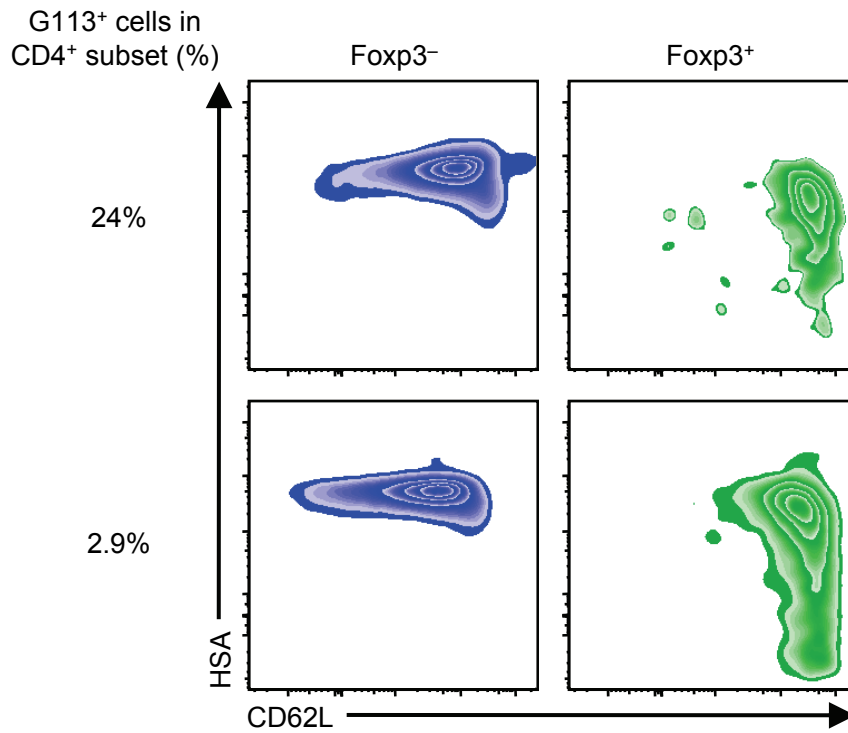 G113⁺ cells in
CD4⁺ subset (%)
Foxp3⁻
Foxp3⁺
24%
2.9%
HSA
CD62L